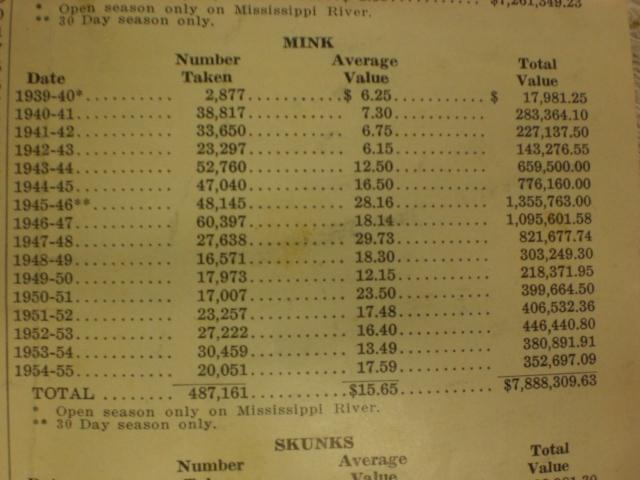 $7,261,549.23
* Open season only on Mississippi River.
** 30 Day season only.
MINK
Number Average Total
Date Taken Value Value
1939-40*.......... 2,877..........$ 6.25..........$ 17,981.25
1940-41.......... 38,817.......... 7.30.......... 283,364.10
1941-42.......... 33,650.......... 6.75.......... 227,137.50
1942-43.......... 23,297.......... 6.15.......... 143,276.55
1943-44.......... 52,760.......... 12.50.......... 659,500.00
1944-45.......... 47,040.......... 16.50.......... 776,160.00
1945-46**........ 48,145.......... 28.16.......... 1,355,763.00
1946-47.......... 60,397.......... 18.14.......... 1,095,601.58
1947-48.......... 27,638.......... 29.73.......... 821,677.74
1948-49.......... 16,571.......... 18.30.......... 303,249.30
1949-50.......... 17,973.......... 12.15.......... 218,371.95
1950-51.......... 17,007.......... 23.50.......... 399,664.50
1951-52.......... 23,257.......... 17.48.......... 406,532.36
1952-53.......... 27,222.......... 16.40.......... 446,440.80
1953-54.......... 30,459.......... 13.49.......... 380,891.91
1954-55.......... 20,051.......... 17.59.......... 352,697.09
TOTAL ........ 487,161..........$15.65..........$7,888,309.63
* Open season only on Mississippi River.
** 30 Day season only.
SKUNKS
Number Average Total
Value Value